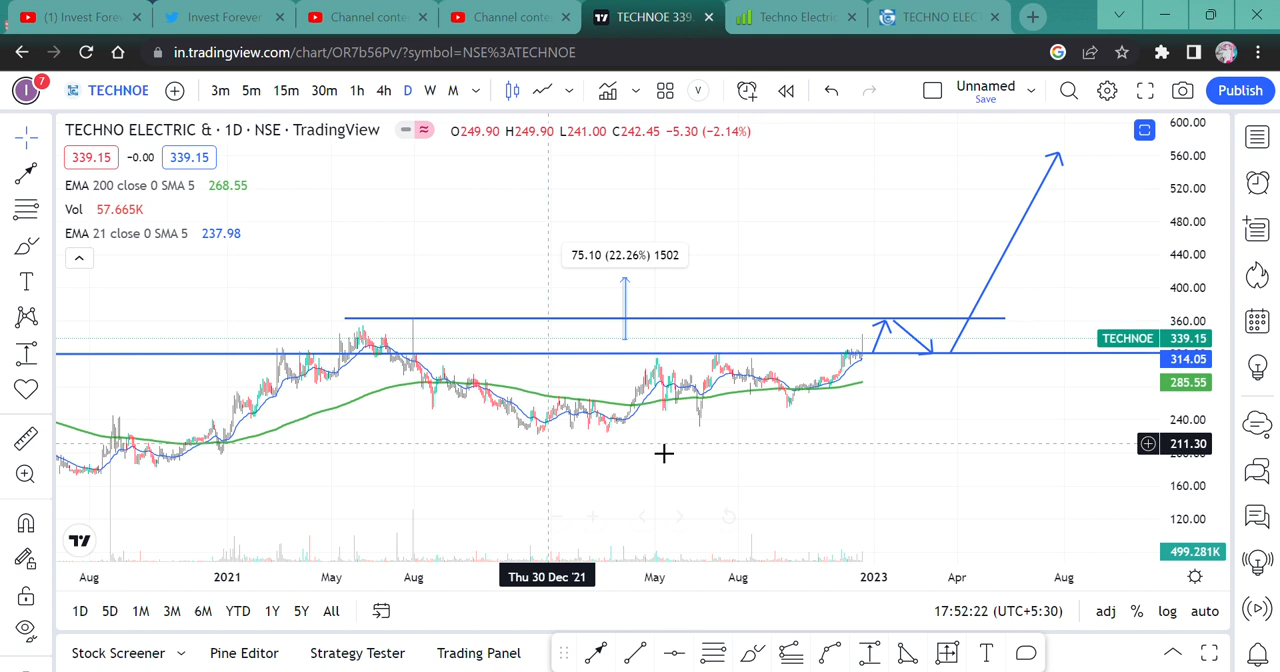 (1) Invest Fore
Invest Forever
Channel conte
Channel conte
TECHNOE 339.
Techno Electric
TECHNO ELEC
in.tradingview.com/chart/OR7b56Pv/?symbol=NSE%3ATECHNOE
I
7
TECHNOE
3m 5m 15m 30m 1h 4h D W M
V
Unnamed
Save
Publish
TECHNO ELECTRIC & · 1D · NSE · TradingView
O249.90 H249.90 L241.00 C242.45 −5.30 (−2.14%)
339.15 -0.00 339.15
EMA 200 close 0 SMA 5 268.55
Vol 57.665K
EMA 21 close 0 SMA 5 237.98
75.10 (22.26%) 1502
600.00
560.00
520.00
480.00
440.00
400.00
360.00
TECHNOE 339.15
314.05
285.55
240.00
211.30
160.00
120.00
499.281K
Aug 2021 May Aug Thu 30 Dec '21 May Aug 2023 Apr Aug
1D 5D 1M 3M 6M YTD 1Y 5Y All
17:52:22 (UTC+5:30) adj % log auto
Stock Screener Pine Editor Strategy Tester Trading Panel